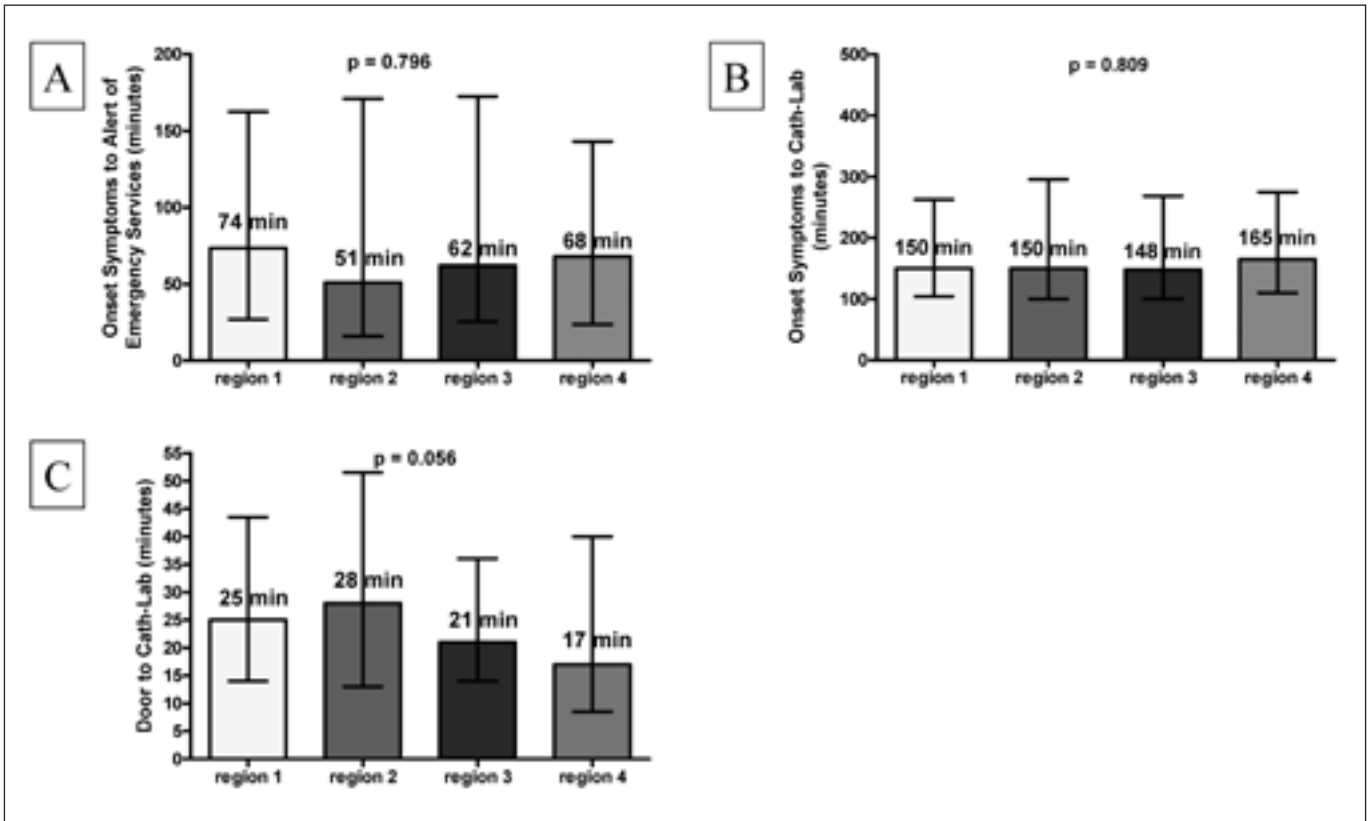 A
p = 0.796
Onset Symptoms to Alert of
Emergency Services (minutes)
200
150
100
50
0
74 min
51 min
62 min
68 min
region 1
region 2
region 3
region 4
B
p = 0.809
Onset Symptoms to Cath-Lab
(minutes)
500
400
300
200
100
0
150 min
150 min
148 min
165 min
region 1
region 2
region 3
region 4
C
p = 0.056
Door to Cath-Lab (minutes)
55
50
45
40
35
30
25
20
15
10
5
0
25 min
28 min
21 min
17 min
region 1
region 2
region 3
region 4